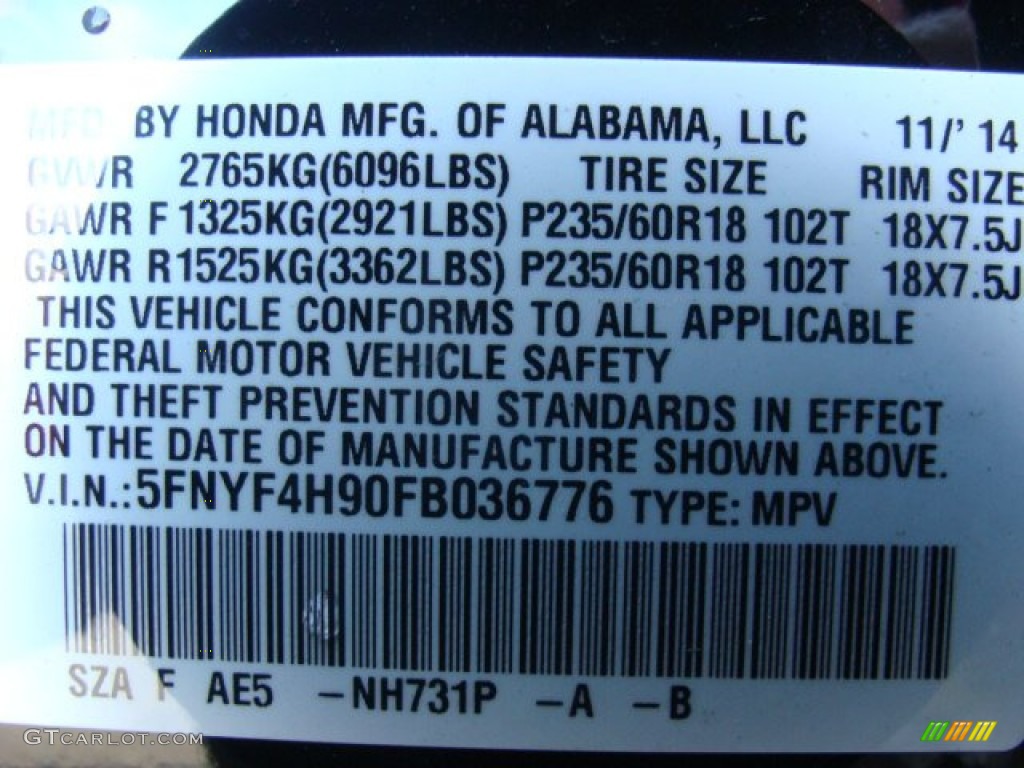 MFD BY HONDA MFG. OF ALABAMA, LLC 11/' 14
GVWR 2765KG(6096LBS) TIRE SIZE RIM SIZE
GAWR F 1325KG(2921LBS) P235/60R18 102T 18X7.5J
GAWR R1525KG(3362LBS) P235/60R18 102T 18X7.5J
THIS VEHICLE CONFORMS TO ALL APPLICABLE
FEDERAL MOTOR VEHICLE SAFETY
AND THEFT PREVENTION STANDARDS IN EFFECT
ON THE DATE OF MANUFACTURE SHOWN ABOVE.
V.I.N.:5FNYF4H90FB036776 TYPE: MPV
SZA F AE5 -NH731P -A -B
GTCARLOT.COM